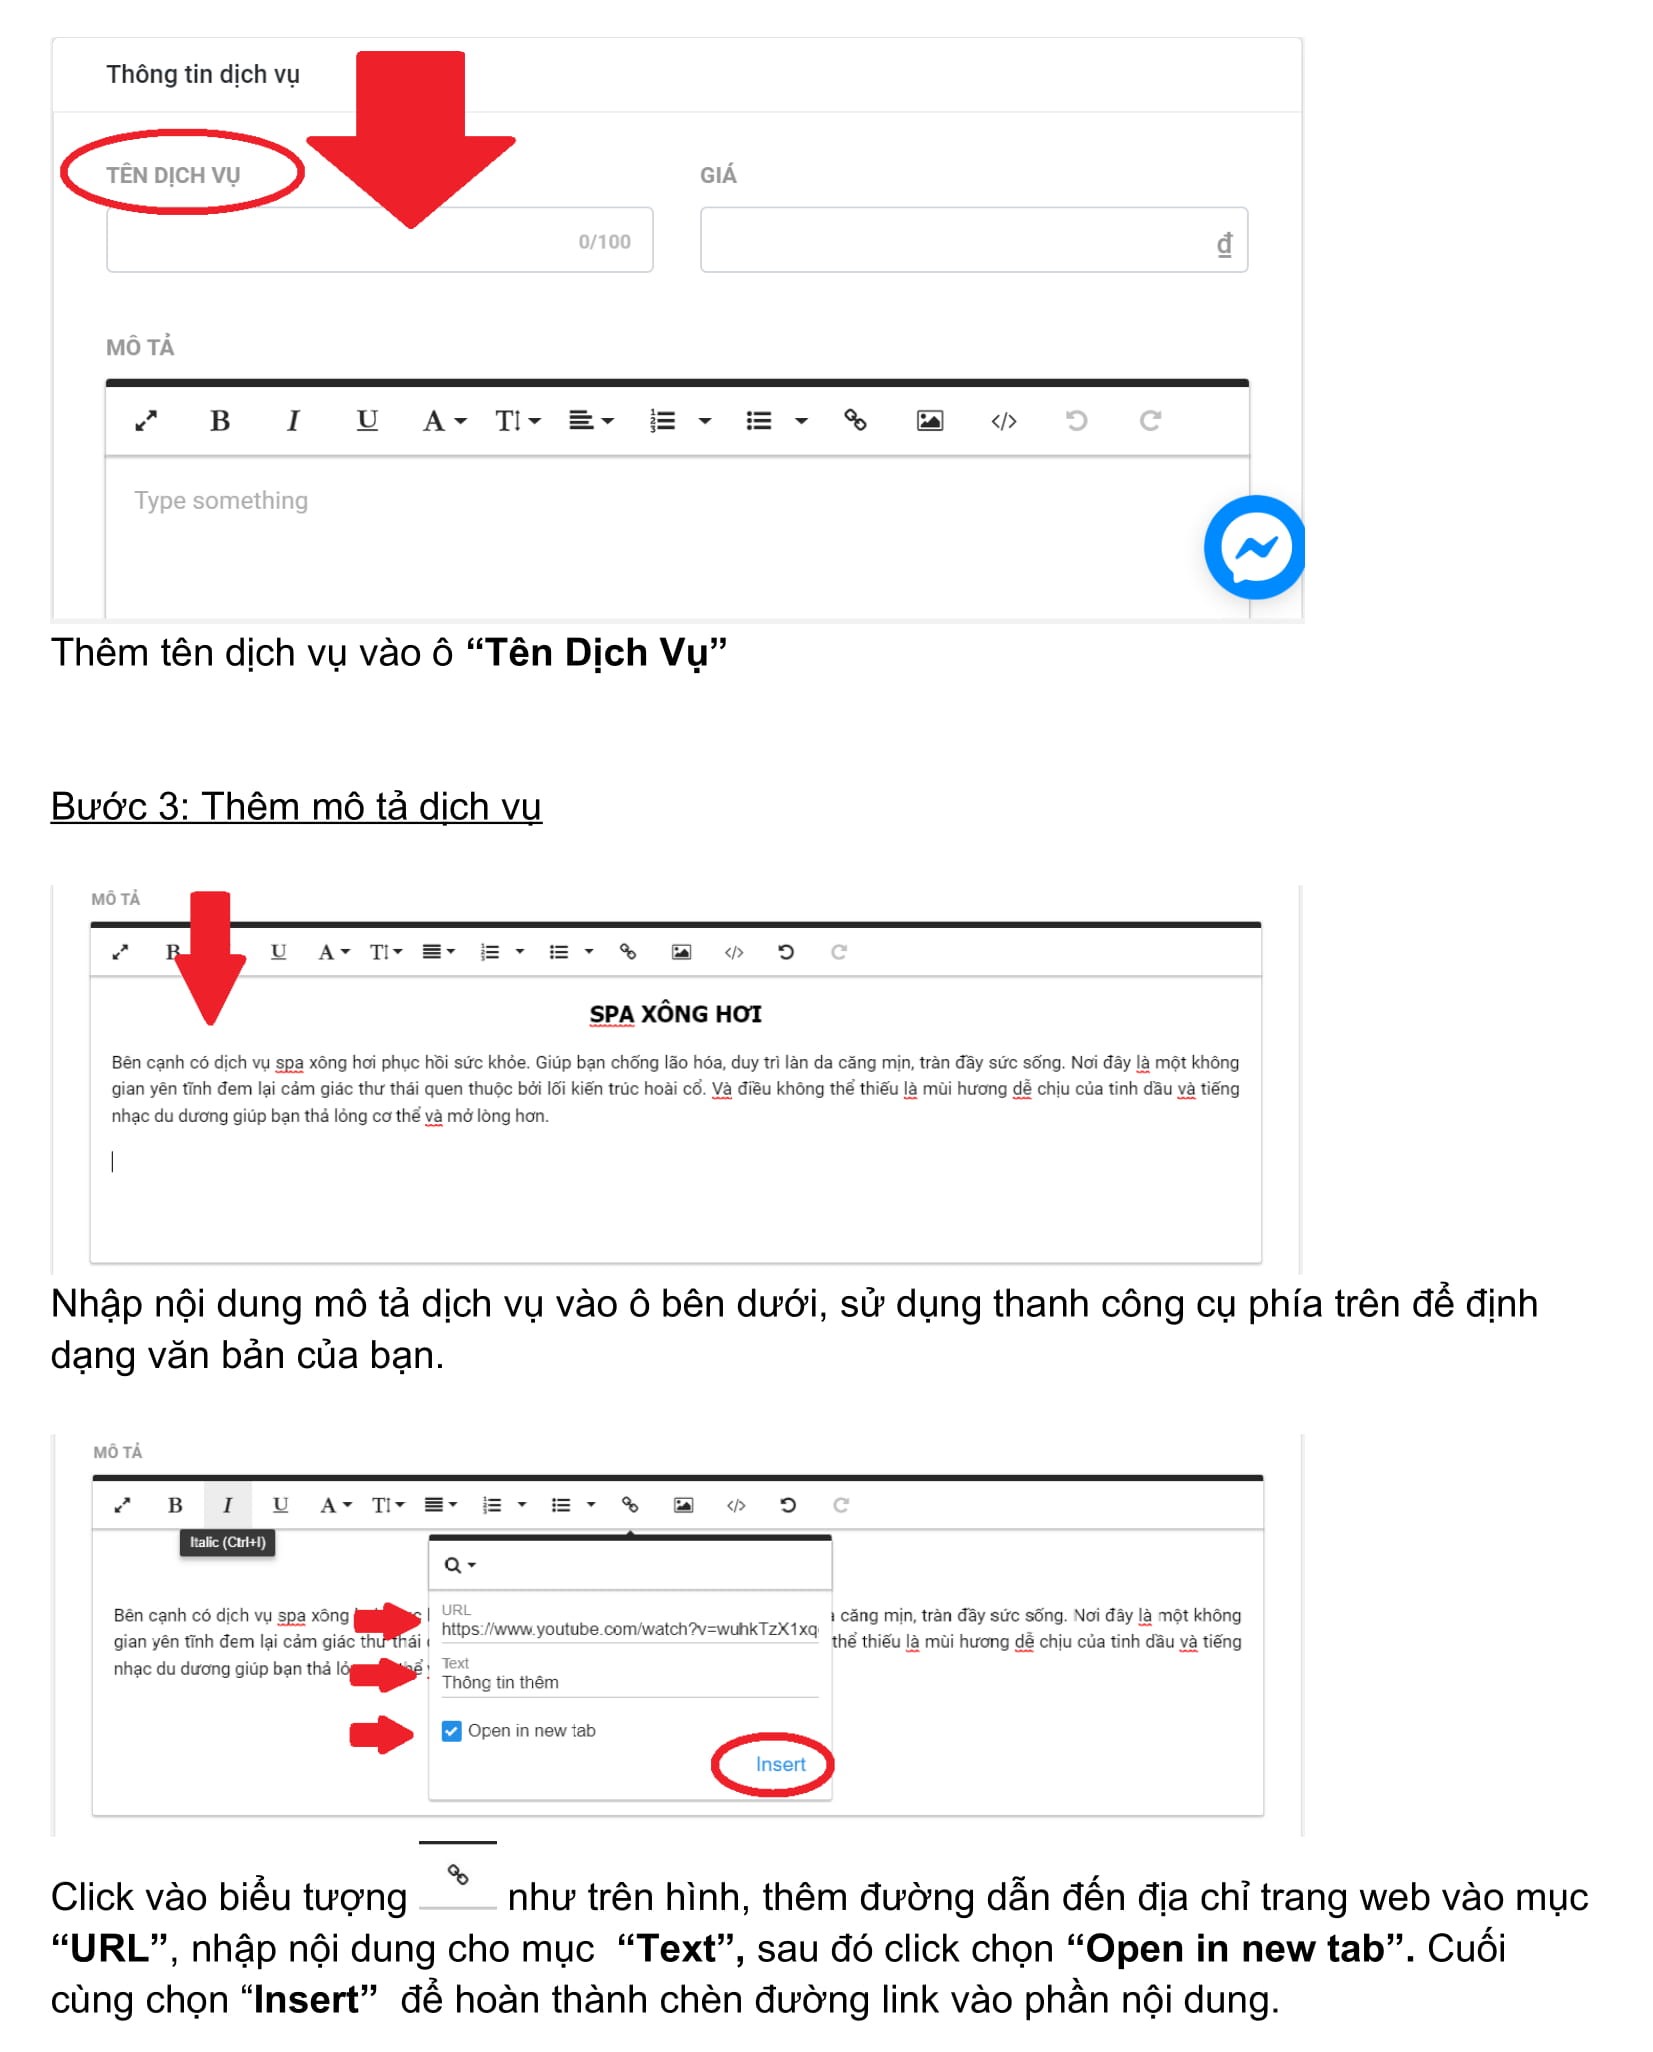 Thông tin dịch vụ
TÊN DỊCH VỤ
GIÁ
0/100
đ
MÔ TẢ
B I U A T
Type something
Thêm tên dịch vụ vào ô “Tên Dịch Vụ”
Bước 3: Thêm mô tả dịch vụ
MÔ TẢ
B U A T
SPA XÔNG HƠI
Bên cạnh có dịch vụ spa xông hơi phục hồi sức khỏe. Giúp bạn chống lão hóa, duy trì làn da căng mịn, tràn đầy sức sống. Nơi đây là một không
gian yên tĩnh đem lại cảm giác thư thái quen thuộc bởi lối kiến trúc hoài cổ. Và điều không thể thiếu là mùi hương dễ chịu của tinh dầu và tiếng
nhạc du dương giúp bạn thả lỏng cơ thể và mở lòng hơn.
Nhập nội dung mô tả dịch vụ vào ô bên dưới, sử dụng thanh công cụ phía trên để định
dạng văn bản của bạn.
MÔ TẢ
B I U A T
Italic (Ctrl+I)
Bên cạnh có dịch vụ spa xông
căng mịn, tràn đầy sức sống. Nơi đây là một không
gian yên tĩnh đem lại cảm giác thư thái
thể thiếu là mùi hương dễ chịu của tinh dầu và tiếng
nhạc du dương giúp bạn thả
URL
https://www.youtube.com/watch?v=wuhkTzX1xq
Text
Thông tin thêm
Open in new tab
Insert
Click vào biểu tượng như trên hình, thêm đường dẫn đến địa chỉ trang web vào mục
“URL”, nhập nội dung cho mục “Text”, sau đó click chọn “Open in new tab”. Cuối
cùng chọn “Insert” để hoàn thành chèn đường link vào phần nội dung.